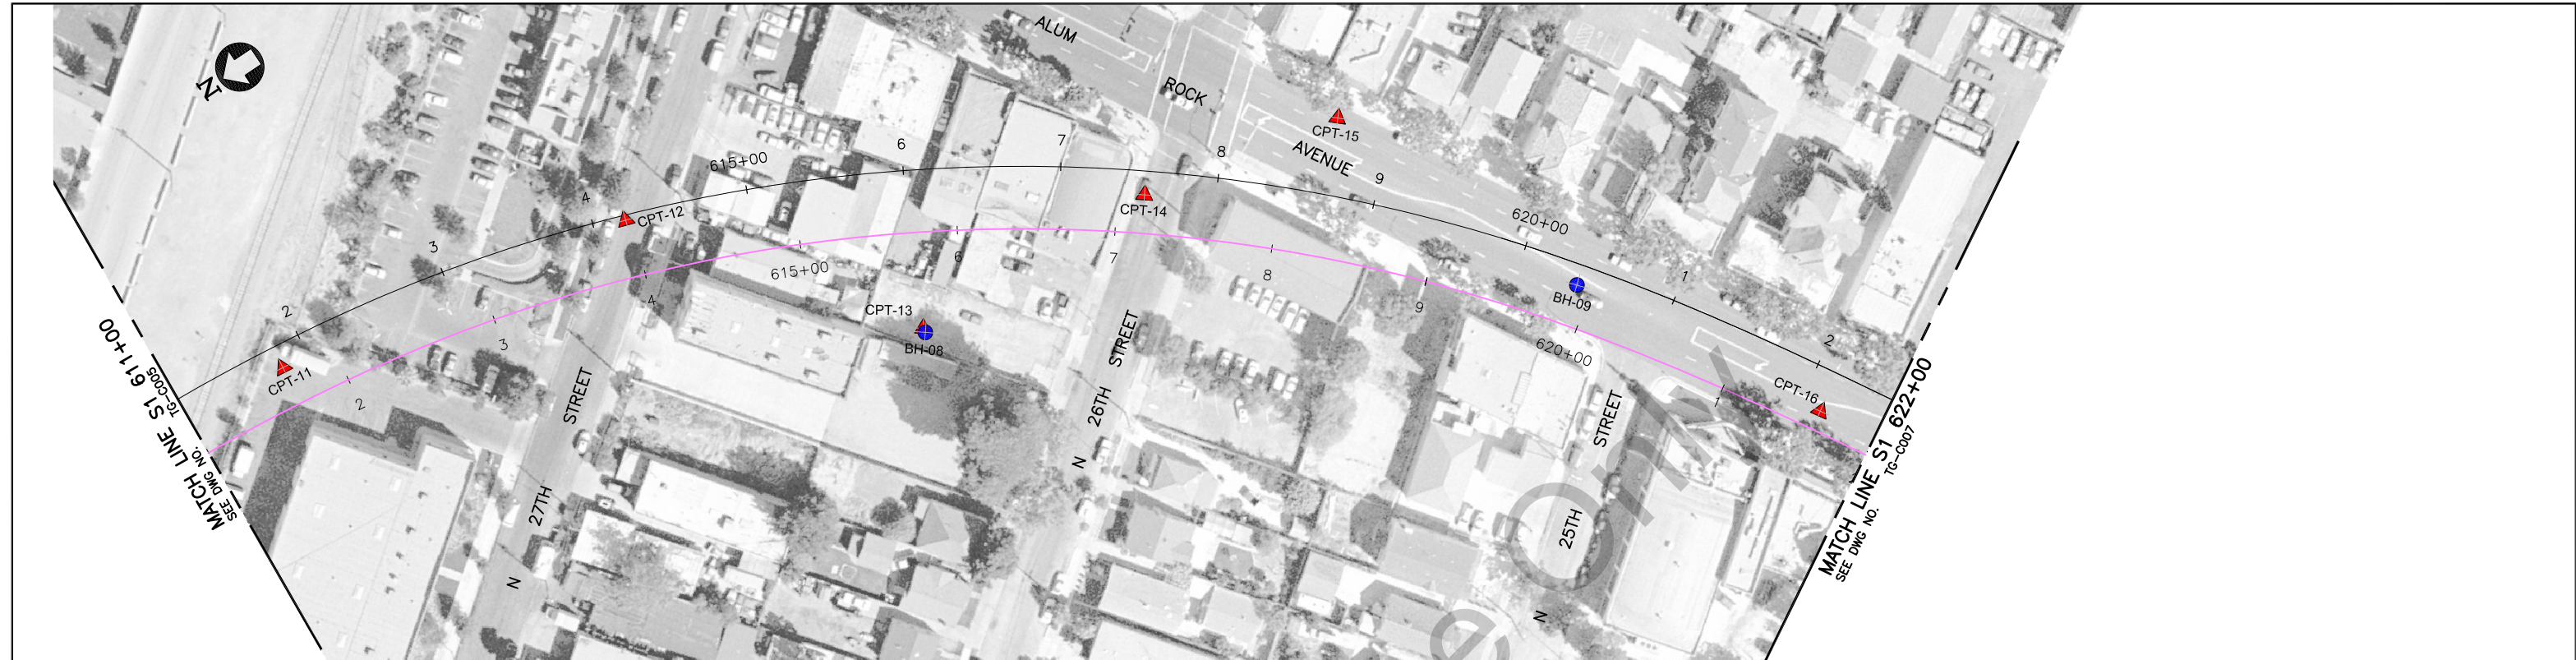 ALUM
ROCK
AVENUE
N
CPT-15
615+00
6
7
8
9
4
CPT-12
CPT-14
620+00
3
1
2
615+00
6
7
8
4
9
BH-09
CPT-13
BH-08
3
620+00
2
CPT-11
2
CPT-16
1
MATCH LINE S1 611+00
SEE DWG NO. TG-C005
N 27TH STREET
N 26TH STREET
N 25TH STREET
MATCH LINE S1 622+00
SEE DWG NO. TG-C007
e Only